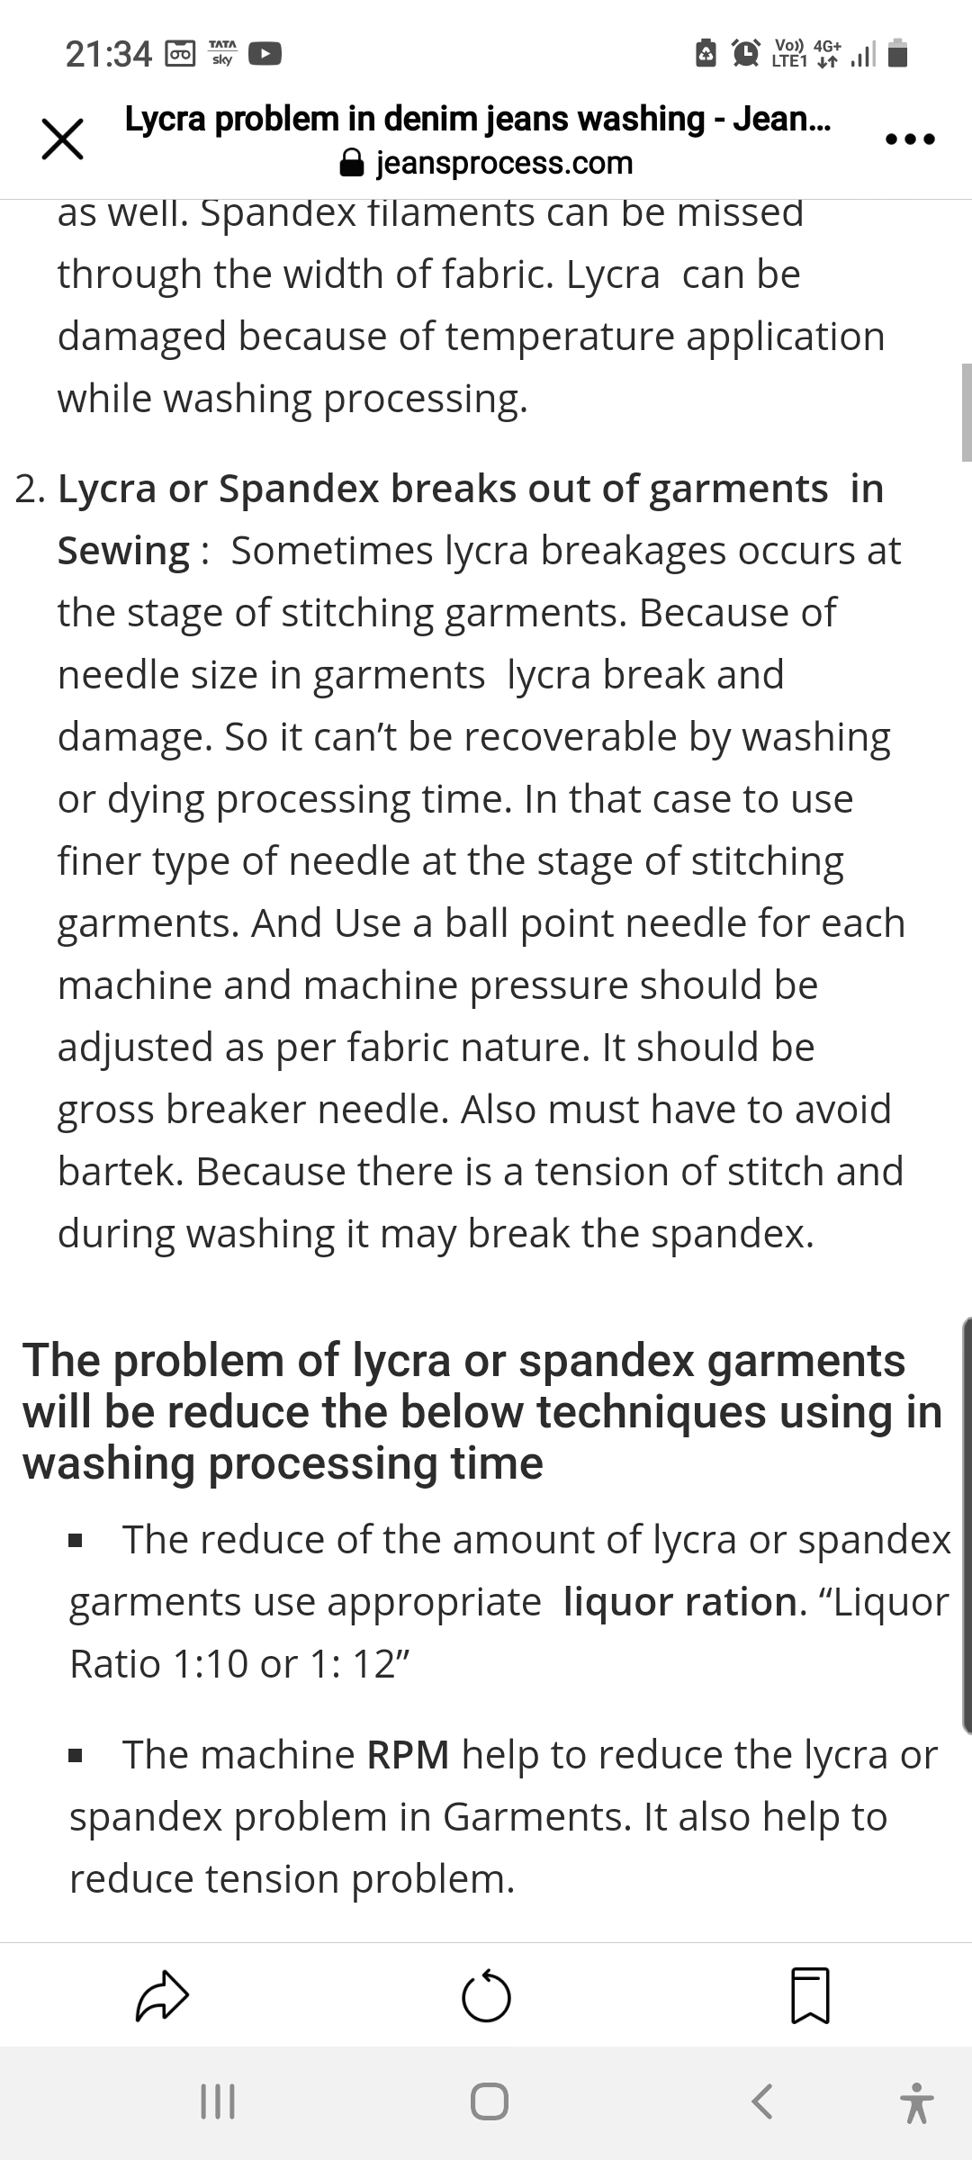 21:34 TATA sky Vo)) LTE1 4G+
Lycra problem in denim jeans washing - Jean...
jeansprocess.com
as well. Spandex filaments can be missed
through the width of fabric. Lycra  can be
damaged because of temperature application
while washing processing.
2. Lycra or Spandex breaks out of garments  in
Sewing :  Sometimes lycra breakages occurs at
the stage of stitching garments. Because of
needle size in garments  lycra break and
damage. So it can’t be recoverable by washing
or dying processing time. In that case to use
finer type of needle at the stage of stitching
garments. And Use a ball point needle for each
machine and machine pressure should be
adjusted as per fabric nature. It should be
gross breaker needle. Also must have to avoid
bartek. Because there is a tension of stitch and
during washing it may break the spandex.
The problem of lycra or spandex garments
will be reduce the below techniques using in
washing processing time
▪ The reduce of the amount of lycra or spandex
garments use appropriate  liquor ration. “Liquor
Ratio 1:10 or 1: 12”
▪ The machine RPM help to reduce the lycra or
spandex problem in Garments. It also help to
reduce tension problem.